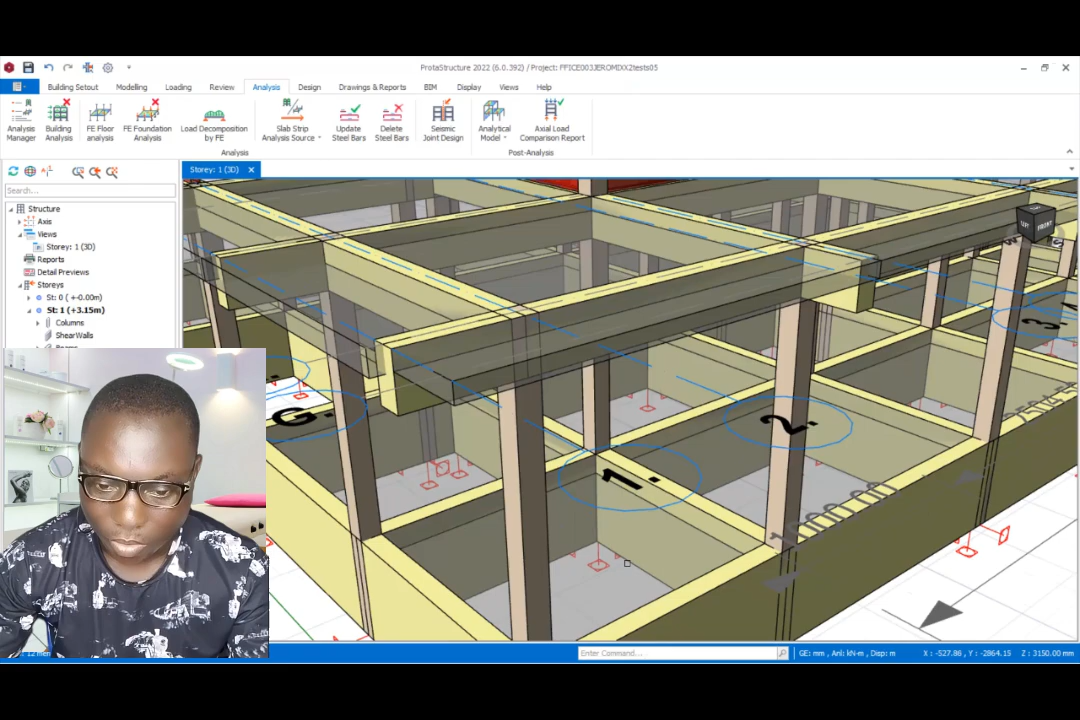 ProtaStructure 2022 (6.0.392) / Project: FFICE003JEROMIXX2tests05
Building Setout
Modelling
Loading
Review
Analysis
Design
Drawings & Reports
BIM
Display
Views
Help
Analysis Manager
Building Analysis
FE Floor analysis
FE Foundation Analysis
Load Decomposition by FE
Slab Strip Analysis Source
Update Steel Bars
Delete Steel Bars
Seismic Joint Design
Analytical Model
Axial Load Comparison Report
Analysis
Post-Analysis
Storey: 1 (3D)
Search...
Structure
Axis
Views
Storey: 1 (3D)
Reports
Detail Previews
Storeys
St: 0 ( +-0.00m)
St: 1 (+3.15m)
Columns
ShearWalls
FRONT
G.
1.
2.
Enter Command...
GE: mm , Anl: kN-m , Disp: m
X : -527.86 , Y : -2864.15
Z : 3150.00 mm